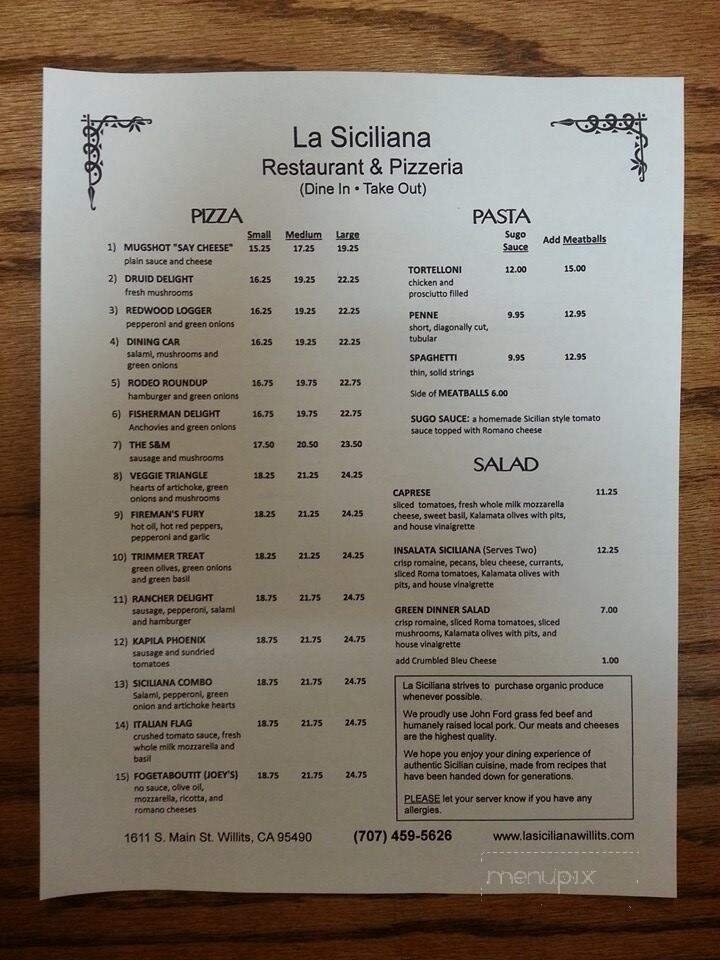 La Siciliana
Restaurant & Pizzeria
(Dine In • Take Out)
PIZZA
Small Medium Large
1) MUGSHOT "SAY CHEESE" 15.25 17.25 19.25
plain sauce and cheese
2) DRUID DELIGHT 16.25 19.25 22.25
fresh mushrooms
3) REDWOOD LOGGER 16.25 19.25 22.25
pepperoni and green onions
4) DINING CAR 16.25 19.25 22.25
salami, mushrooms and
green onions
5) RODEO ROUNDUP 16.75 19.75 22.75
hamburger and green onions
6) FISHERMAN DELIGHT 16.75 19.75 22.75
Anchovies and green onions
7) THE S&M 17.50 20.50 23.50
sausage and mushrooms
8) VEGGIE TRIANGLE 18.25 21.25 24.25
hearts of artichoke, green
onions and mushrooms
9) FIREMAN'S FURY 18.25 21.25 24.25
hot oil, hot red peppers,
pepperoni and garlic
10) TRIMMER TREAT 18.25 21.25 24.25
green olives, green onions
and green basil
11) RANCHER DELIGHT 18.75 21.75 24.75
sausage, pepperoni, salami
and hamburger
12) KAPILA PHOENIX 18.75 21.75 24.75
sausage and sundried
tomatoes
13) SICILIANA COMBO 18.75 21.75 24.75
Salami, pepperoni, green
onion and artichoke hearts
14) ITALIAN FLAG 18.75 21.75 24.75
crushed tomato sauce, fresh
whole milk mozzarella and
basil
15) FOGETABOUTIT (JOEY'S) 18.75 21.75 24.75
no sauce, olive oil,
mozzarella, ricotta, and
romano cheeses
PASTA
Sugo
Sauce Add Meatballs
TORTELLONI 12.00 15.00
chicken and
prosciutto filled
PENNE 9.95 12.95
short, diagonally cut,
tubular
SPAGHETTI 9.95 12.95
thin, solid strings
Side of MEATBALLS 6.00
SUGO SAUCE: a homemade Sicilian style tomato
sauce topped with Romano cheese
SALAD
CAPRESE 11.25
sliced tomatoes, fresh whole milk mozzarella
cheese, sweet basil, Kalamata olives with pits,
and house vinaigrette
INSALATA SICILIANA (Serves Two) 12.25
crisp romaine, pecans, bleu cheese, currants,
sliced Roma tomatoes, Kalamata olives with
pits, and house vinaigrette
GREEN DINNER SALAD 7.00
crisp romaine, sliced Roma tomatoes, sliced
mushrooms, Kalamata olives with pits, and
house vinaigrette
add Crumbled Bleu Cheese 1.00
La Siciliana strives to purchase organic produce
whenever possible.
We proudly use John Ford grass fed beef and
humanely raised local pork. Our meats and cheeses
are the highest quality.
We hope you enjoy your dining experience of
authentic Sicilian cuisine, made from recipes that
have been handed down for generations.
PLEASE let your server know if you have any
allergies.
1611 S. Main St. Willits, CA 95490 (707) 459-5626 www.lasicilianawillits.com
menupix